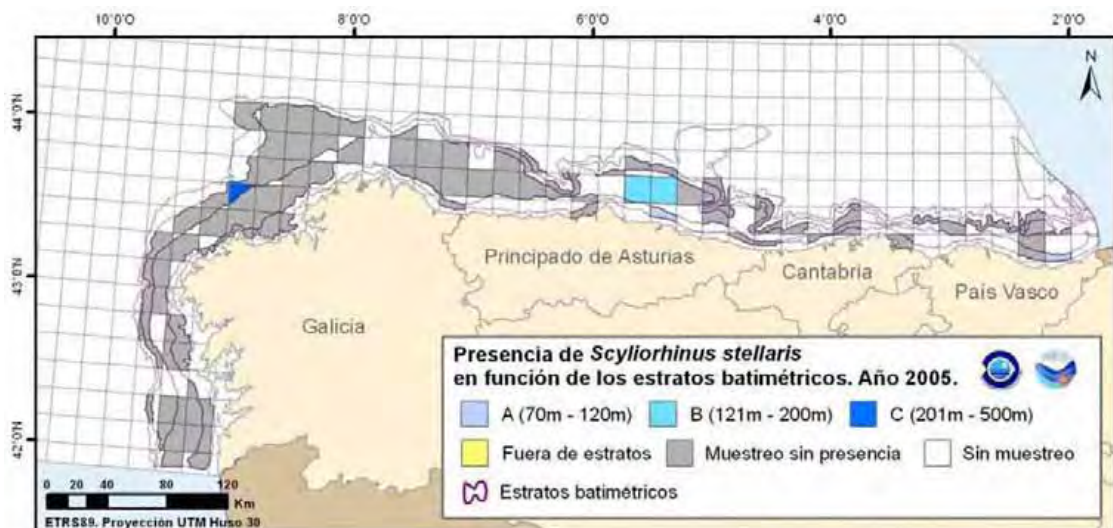 10°0'O 8°0'O 6°0'O 4°0'O 2°0'O
N
44°0'N
43°0'N
42°0'N
Principado de Asturias
Cantabria
País Vasco
Galicia
Presencia de Scyliorhinus stellaris
en función de los estratos batimétricos. Año 2005.
A (70m - 120m) B (121m - 200m) C (201m - 500m)
Fuera de estratos Muestreo sin presencia Sin muestreo
Estratos batimétricos
0 20 40 80 120
Km
ETRS89. Proyección UTM Huso 30